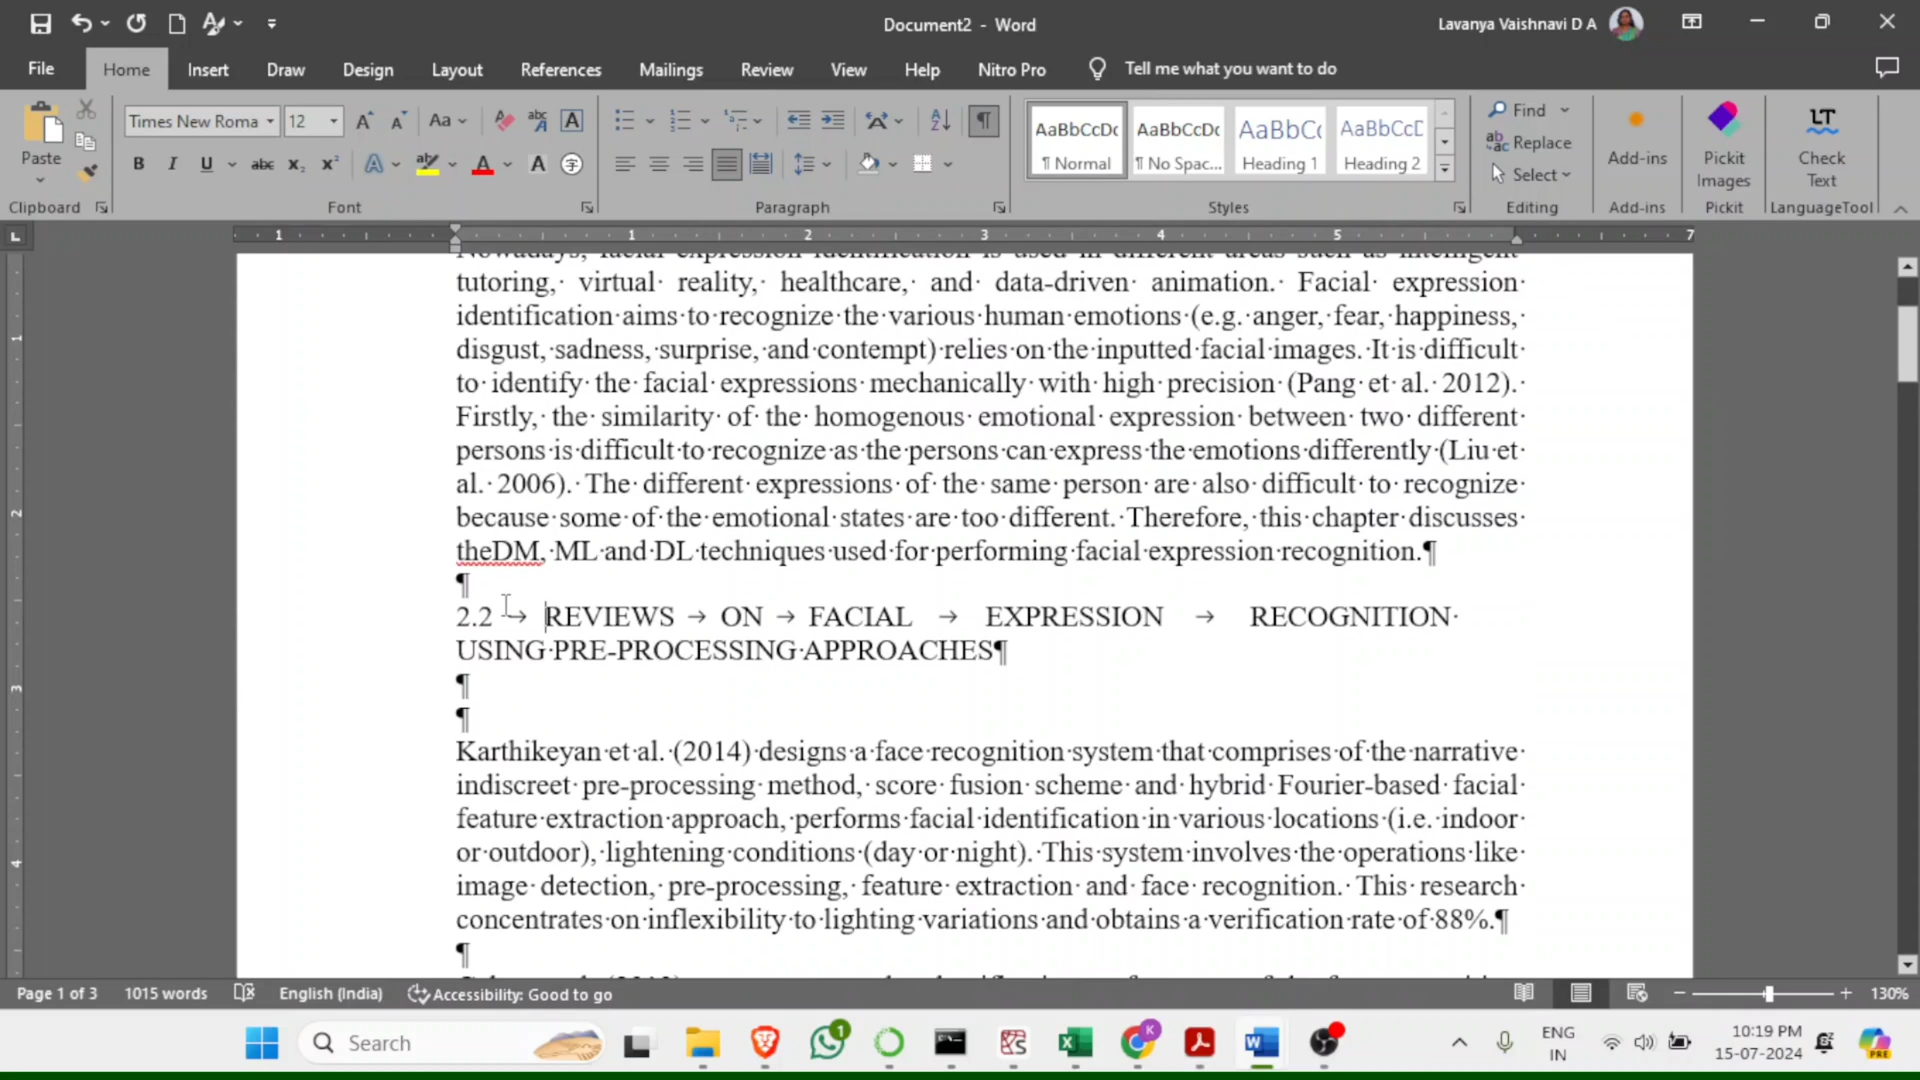 Document2 - Word
Lavanya Vaishnavi D A
File Home Insert Draw Design Layout References Mailings Review View Help Nitro Pro Tell me what you want to do
Paste
Times New Roma 12 Aa
Find
Replace
Select
B I U abc X₂ X² A A A
AaBbCcDc AaBbCcDc AaBbCc AaBbCcD
¶ Normal ¶ No Spac... Heading 1 Heading 2
Add-ins
Pickit Images
LT Check Text
Clipboard Font Paragraph Styles Editing Add-ins Pickit LanguageTool
1 1 2 3 4 5 7
Nowadays, facial expression identification is used in different areas such as intelligent
tutoring, virtual reality, healthcare, and data-driven animation. Facial expression
identification aims to recognize the various human emotions (e.g. anger, fear, happiness,
disgust, sadness, surprise, and contempt) relies on the inputted facial images. It is difficult
to identify the facial expressions mechanically with high precision (Pang et al. 2012).
Firstly, the similarity of the homogenous emotional expression between two different
persons is difficult to recognize as the persons can express the emotions differently (Liu et
al. 2006). The different expressions of the same person are also difficult to recognize
because some of the emotional states are too different. Therefore, this chapter discusses
theDM, ML and DL techniques used for performing facial expression recognition.¶
¶
2.2 → REVIEWS → ON → FACIAL → EXPRESSION → RECOGNITION
USING PRE-PROCESSING APPROACHES¶
¶
¶
Karthikeyan et al. (2014) designs a face recognition system that comprises of the narrative
indiscreet pre-processing method, score fusion scheme and hybrid Fourier-based facial
feature extraction approach, performs facial identification in various locations (i.e. indoor
or outdoor), lightening conditions (day or night). This system involves the operations like
image detection, pre-processing, feature extraction and face recognition. This research
concentrates on inflexibility to lighting variations and obtains a verification rate of 88%.¶
¶
Page 1 of 3 1015 words English (India) Accessibility: Good to go 130%
Search
1
K
ENG
IN
10:19 PM
15-07-2024
PRE